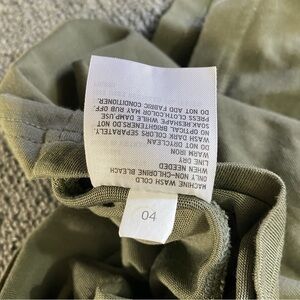 MACHINE WASH COLD
ONLY NON-CHLORINE BLEACH
WHEN NEEDED
LINE DRY
WARM IRON
DO NOT DRYCLEAN
WASH DARK COLORS SEPARATELY.
NO OPTICAL BRIGHTENERS DO NOT
SOAK.RESHAPE WHILE DAMP USE
PRESS CLOTH.COLOR MAY RUB OFF
DO NOT ADD FABRIC CONDITIONER.
04